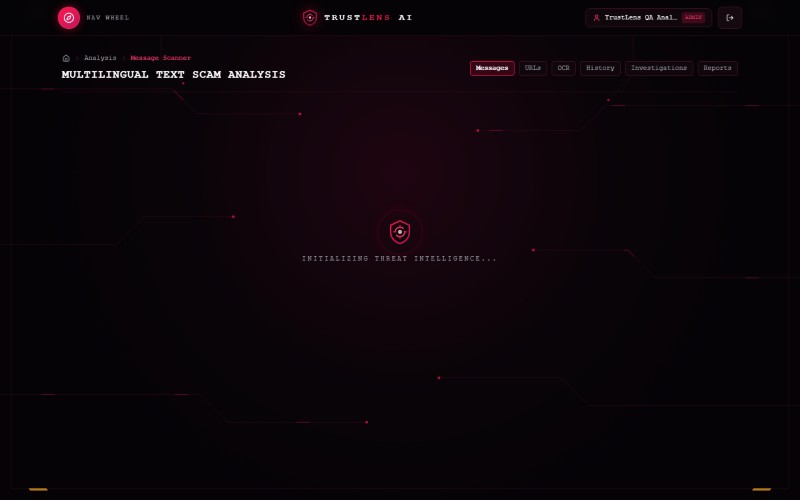 NAV WHEEL
TRUSTLENS AI
TrustLens QA Anal… ADMIN
Analysis › Message Scanner
MULTILINGUAL TEXT SCAM ANALYSIS
Messages URLs OCR History Investigations Reports
INITIALIZING THREAT INTELLIGENCE...